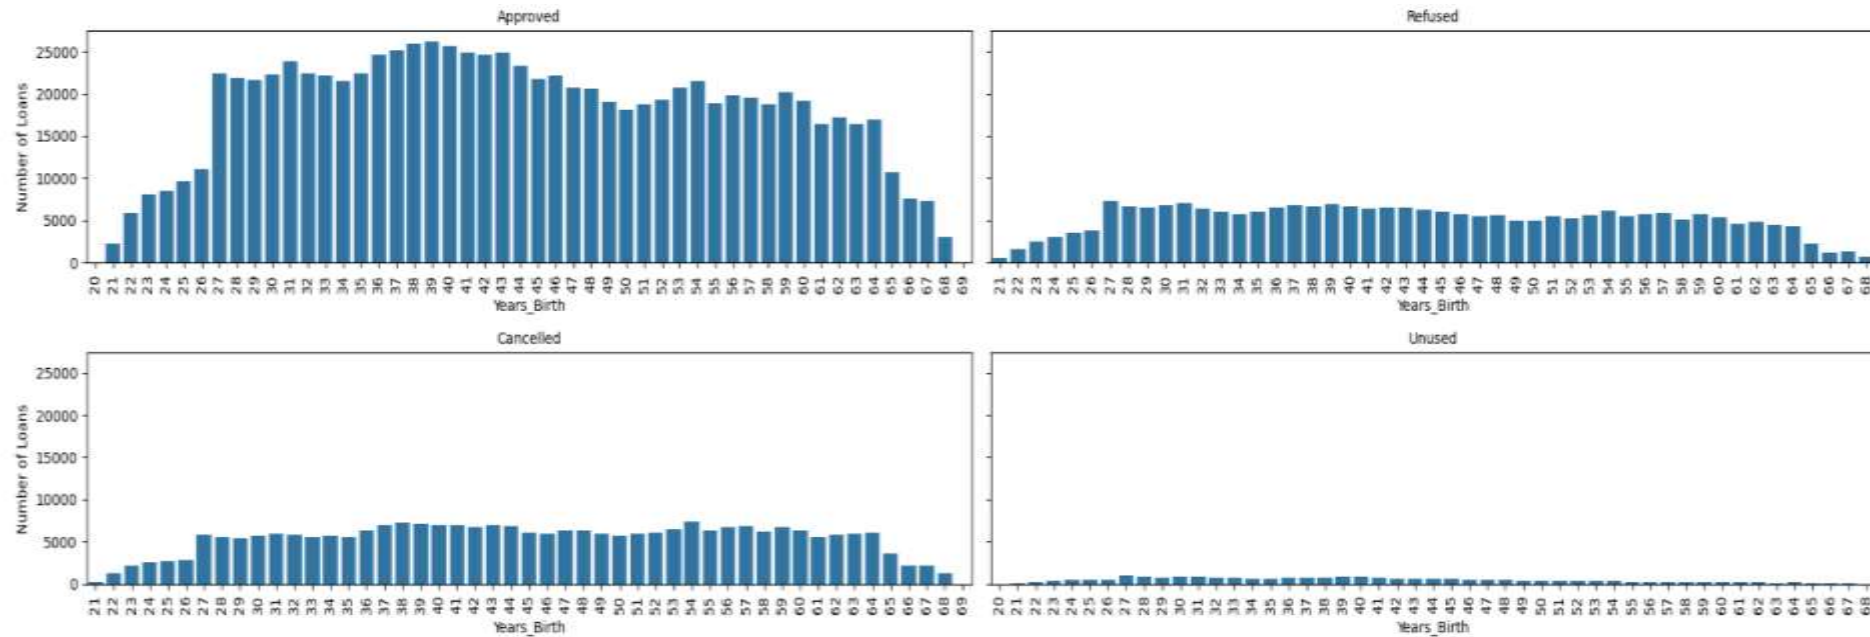 Approved
Refused
Number of Loans
25000
20000
15000
10000
5000
0
20 21 22 23 24 25 26 27 28 29 30 31 32 33 34 35 36 37 38 39 40 41 42 43 44 45 46 47 48 49 50 51 52 53 54 55 56 57 58 59 60 61 62 63 64 65 66 67 68 69
Years_Birth
21 22 23 24 25 26 27 28 29 30 31 32 33 34 35 36 37 38 39 40 41 42 43 44 45 46 47 48 49 50 51 52 53 54 55 56 57 58 59 60 61 62 63 64 65 66 67 68
Years_Birth
Cancelled
Unused
Number of Loans
25000
20000
15000
10000
5000
0
21 22 23 24 25 26 27 28 29 30 31 32 33 34 35 36 37 38 39 40 41 42 43 44 45 46 47 48 49 50 51 52 53 54 55 56 57 58 59 60 61 62 63 64 65 66 67 68 69
Years_Birth
20 21 22 23 24 25 26 27 28 29 30 31 32 33 34 35 36 37 38 39 40 41 42 43 44 45 46 47 48 49 50 51 52 53 54 55 56 57 58 59 60 61 62 63 64 65 66 67 68
Years_Birth